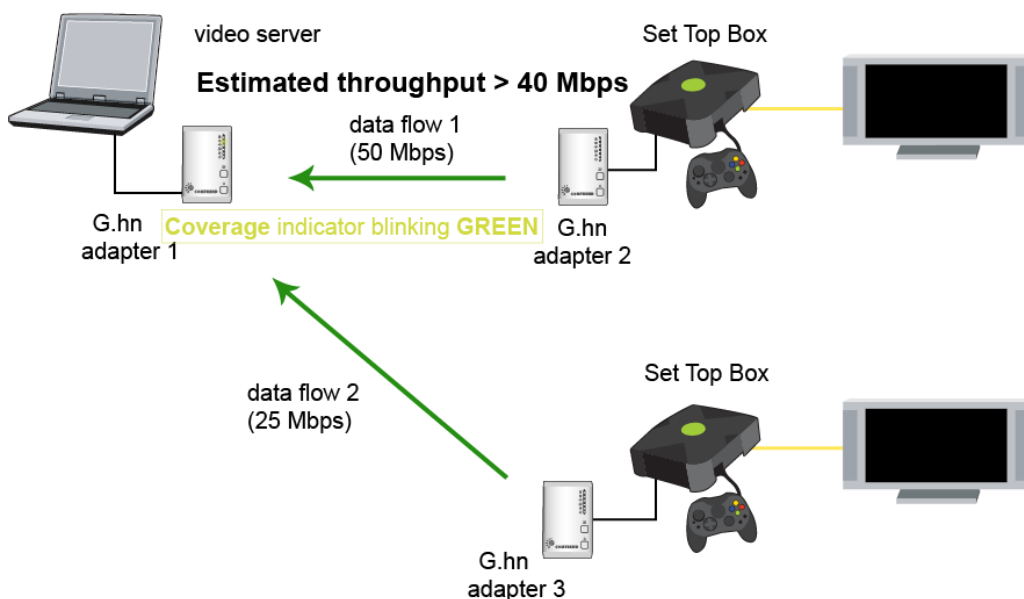 video server
Set Top Box
Estimated throughput > 40 Mbps
data flow 1
(50 Mbps)
G.hn
adapter 1
Coverage indicator blinking GREEN
G.hn
adapter 2
data flow 2
(25 Mbps)
Set Top Box
G.hn
adapter 3